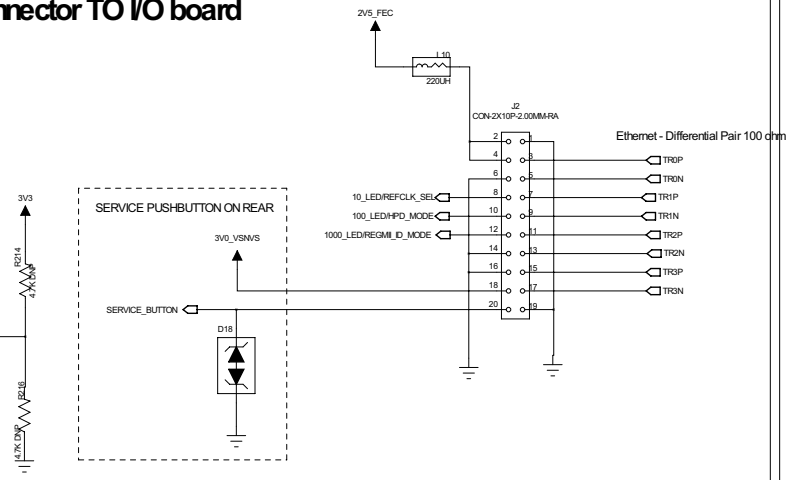 nnector TO I/O board
2V5_FEC
L10
220UH
J2
CON-2X10P-2.00MM-RA
Ethernet - Differential Pair 100 ohm
2 1
4 3
6 5
8 7
10 9
12 11
14 13
16 15
18 17
20 19
TR0P
TR0N
TR1P
TR1N
TR2P
TR2N
TR3P
TR3N
10_LED/REFCLK_SEL
100_LED/HPD_MODE
1000_LED/REGMII_ID_MODE
SERVICE PUSHBUTTON ON REAR
3V0_VSNVS
SERVICE_BUTTON
D18
3V3
R214
4.7K DNP
R216
4.7K DNP